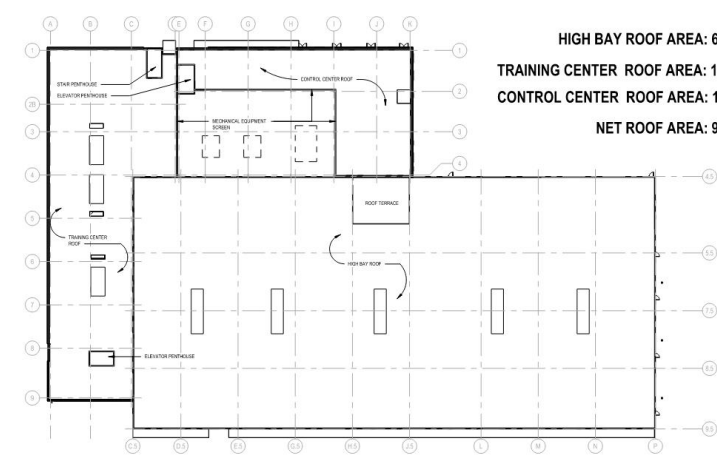 A B C E F G H I J K
HIGH BAY ROOF AREA: 6
TRAINING CENTER ROOF AREA: 1
CONTROL CENTER ROOF AREA: 1
NET ROOF AREA: 9
1 1
STAIR PENTHOUSE
CONTROL CENTER ROOF
ELEVATOR PENTHOUSE
2
MECHANICAL EQUIPMENT
SCREEN
3 3
4
4 4.5
ROOF TERRACE
5
TRAINING CENTER
ROOF
5.5
6
HIGH BAY ROOF
7 7.5
8
ELEVATOR PENTHOUSE
8.5
9
9.5
C.5 D.5 E.5 G.5 H.5 J.5 L M N P